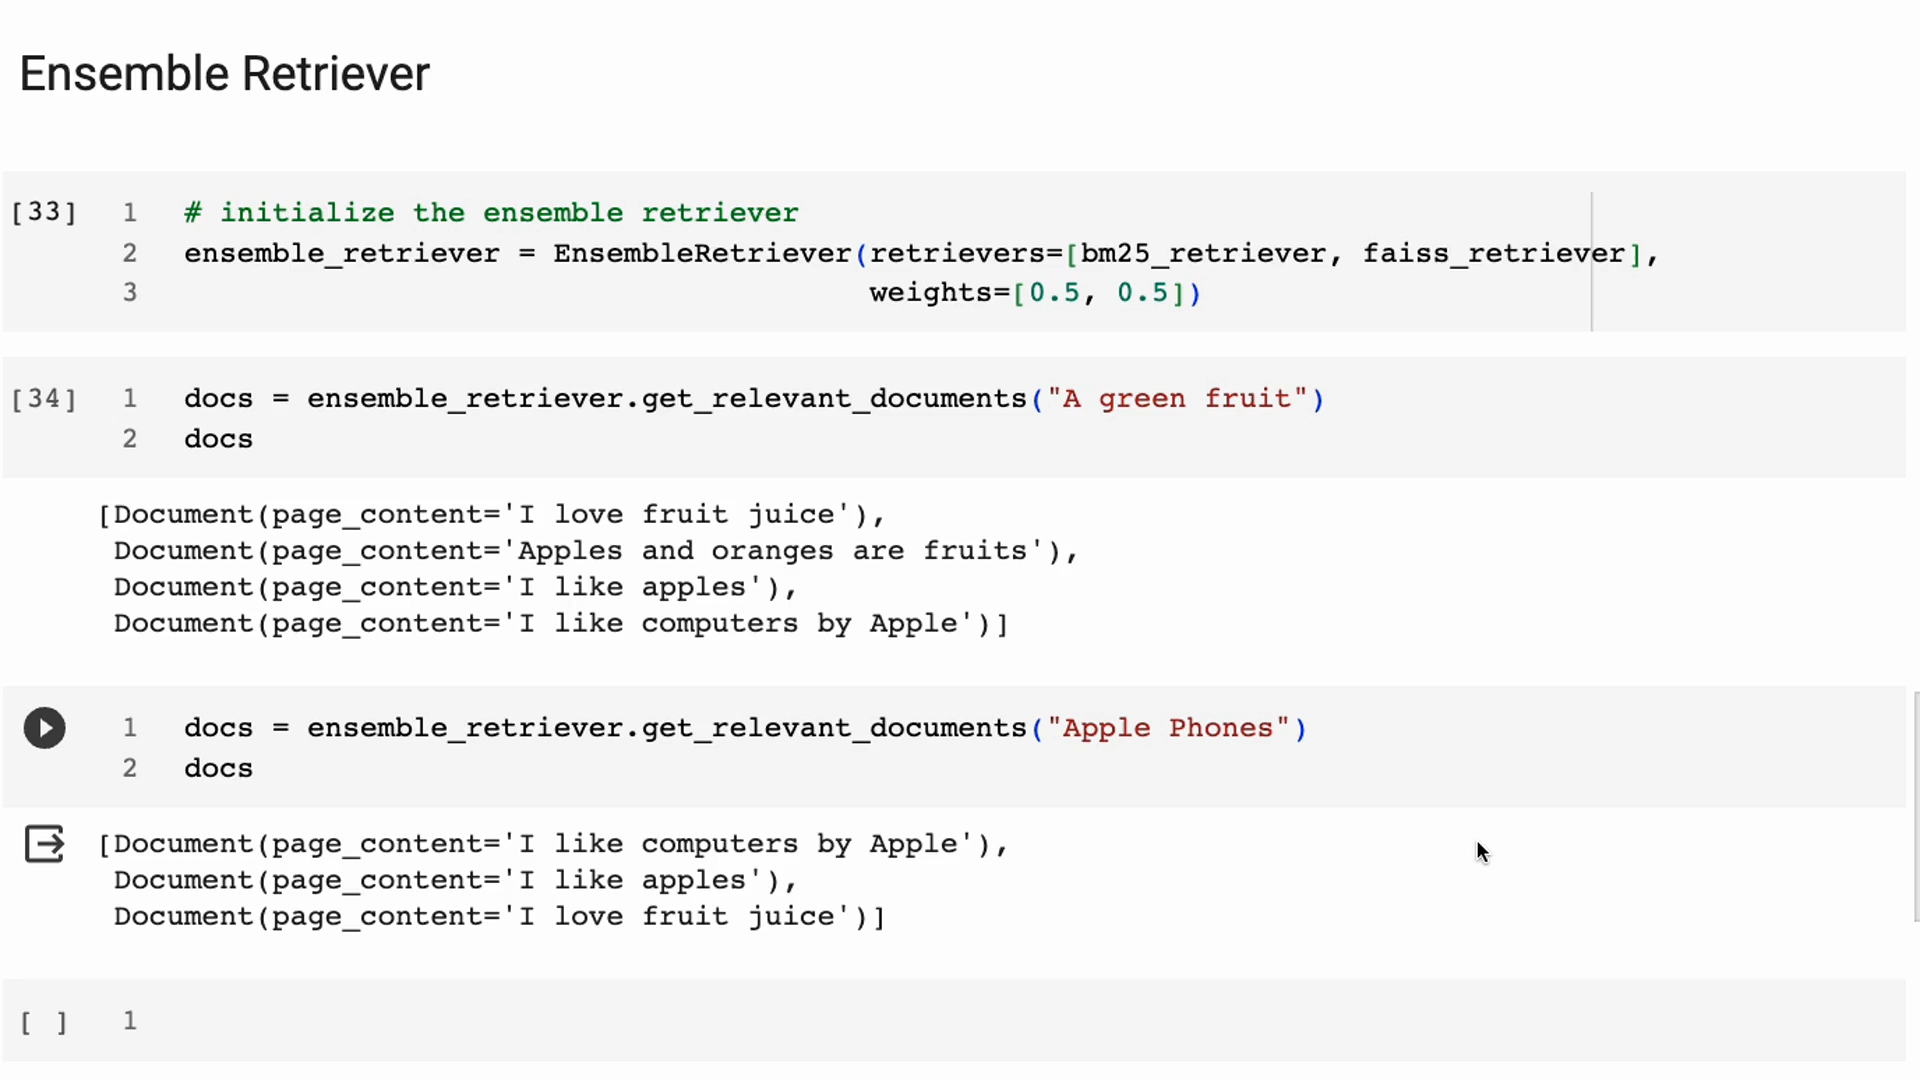 Ensemble Retriever
[33] 1 # initialize the ensemble retriever
2 ensemble_retriever = EnsembleRetriever(retrievers=[bm25_retriever, faiss_retriever],
3 weights=[0.5, 0.5])
[34] 1 docs = ensemble_retriever.get_relevant_documents("A green fruit")
2 docs
[Document(page_content='I love fruit juice'),
Document(page_content='Apples and oranges are fruits'),
Document(page_content='I like apples'),
Document(page_content='I like computers by Apple')]
1 docs = ensemble_retriever.get_relevant_documents("Apple Phones")
2 docs
[Document(page_content='I like computers by Apple'),
Document(page_content='I like apples'),
Document(page_content='I love fruit juice')]
[ ] 1